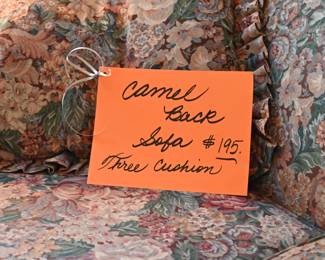 Camel
Back
Sofa $195.
Three Cushion